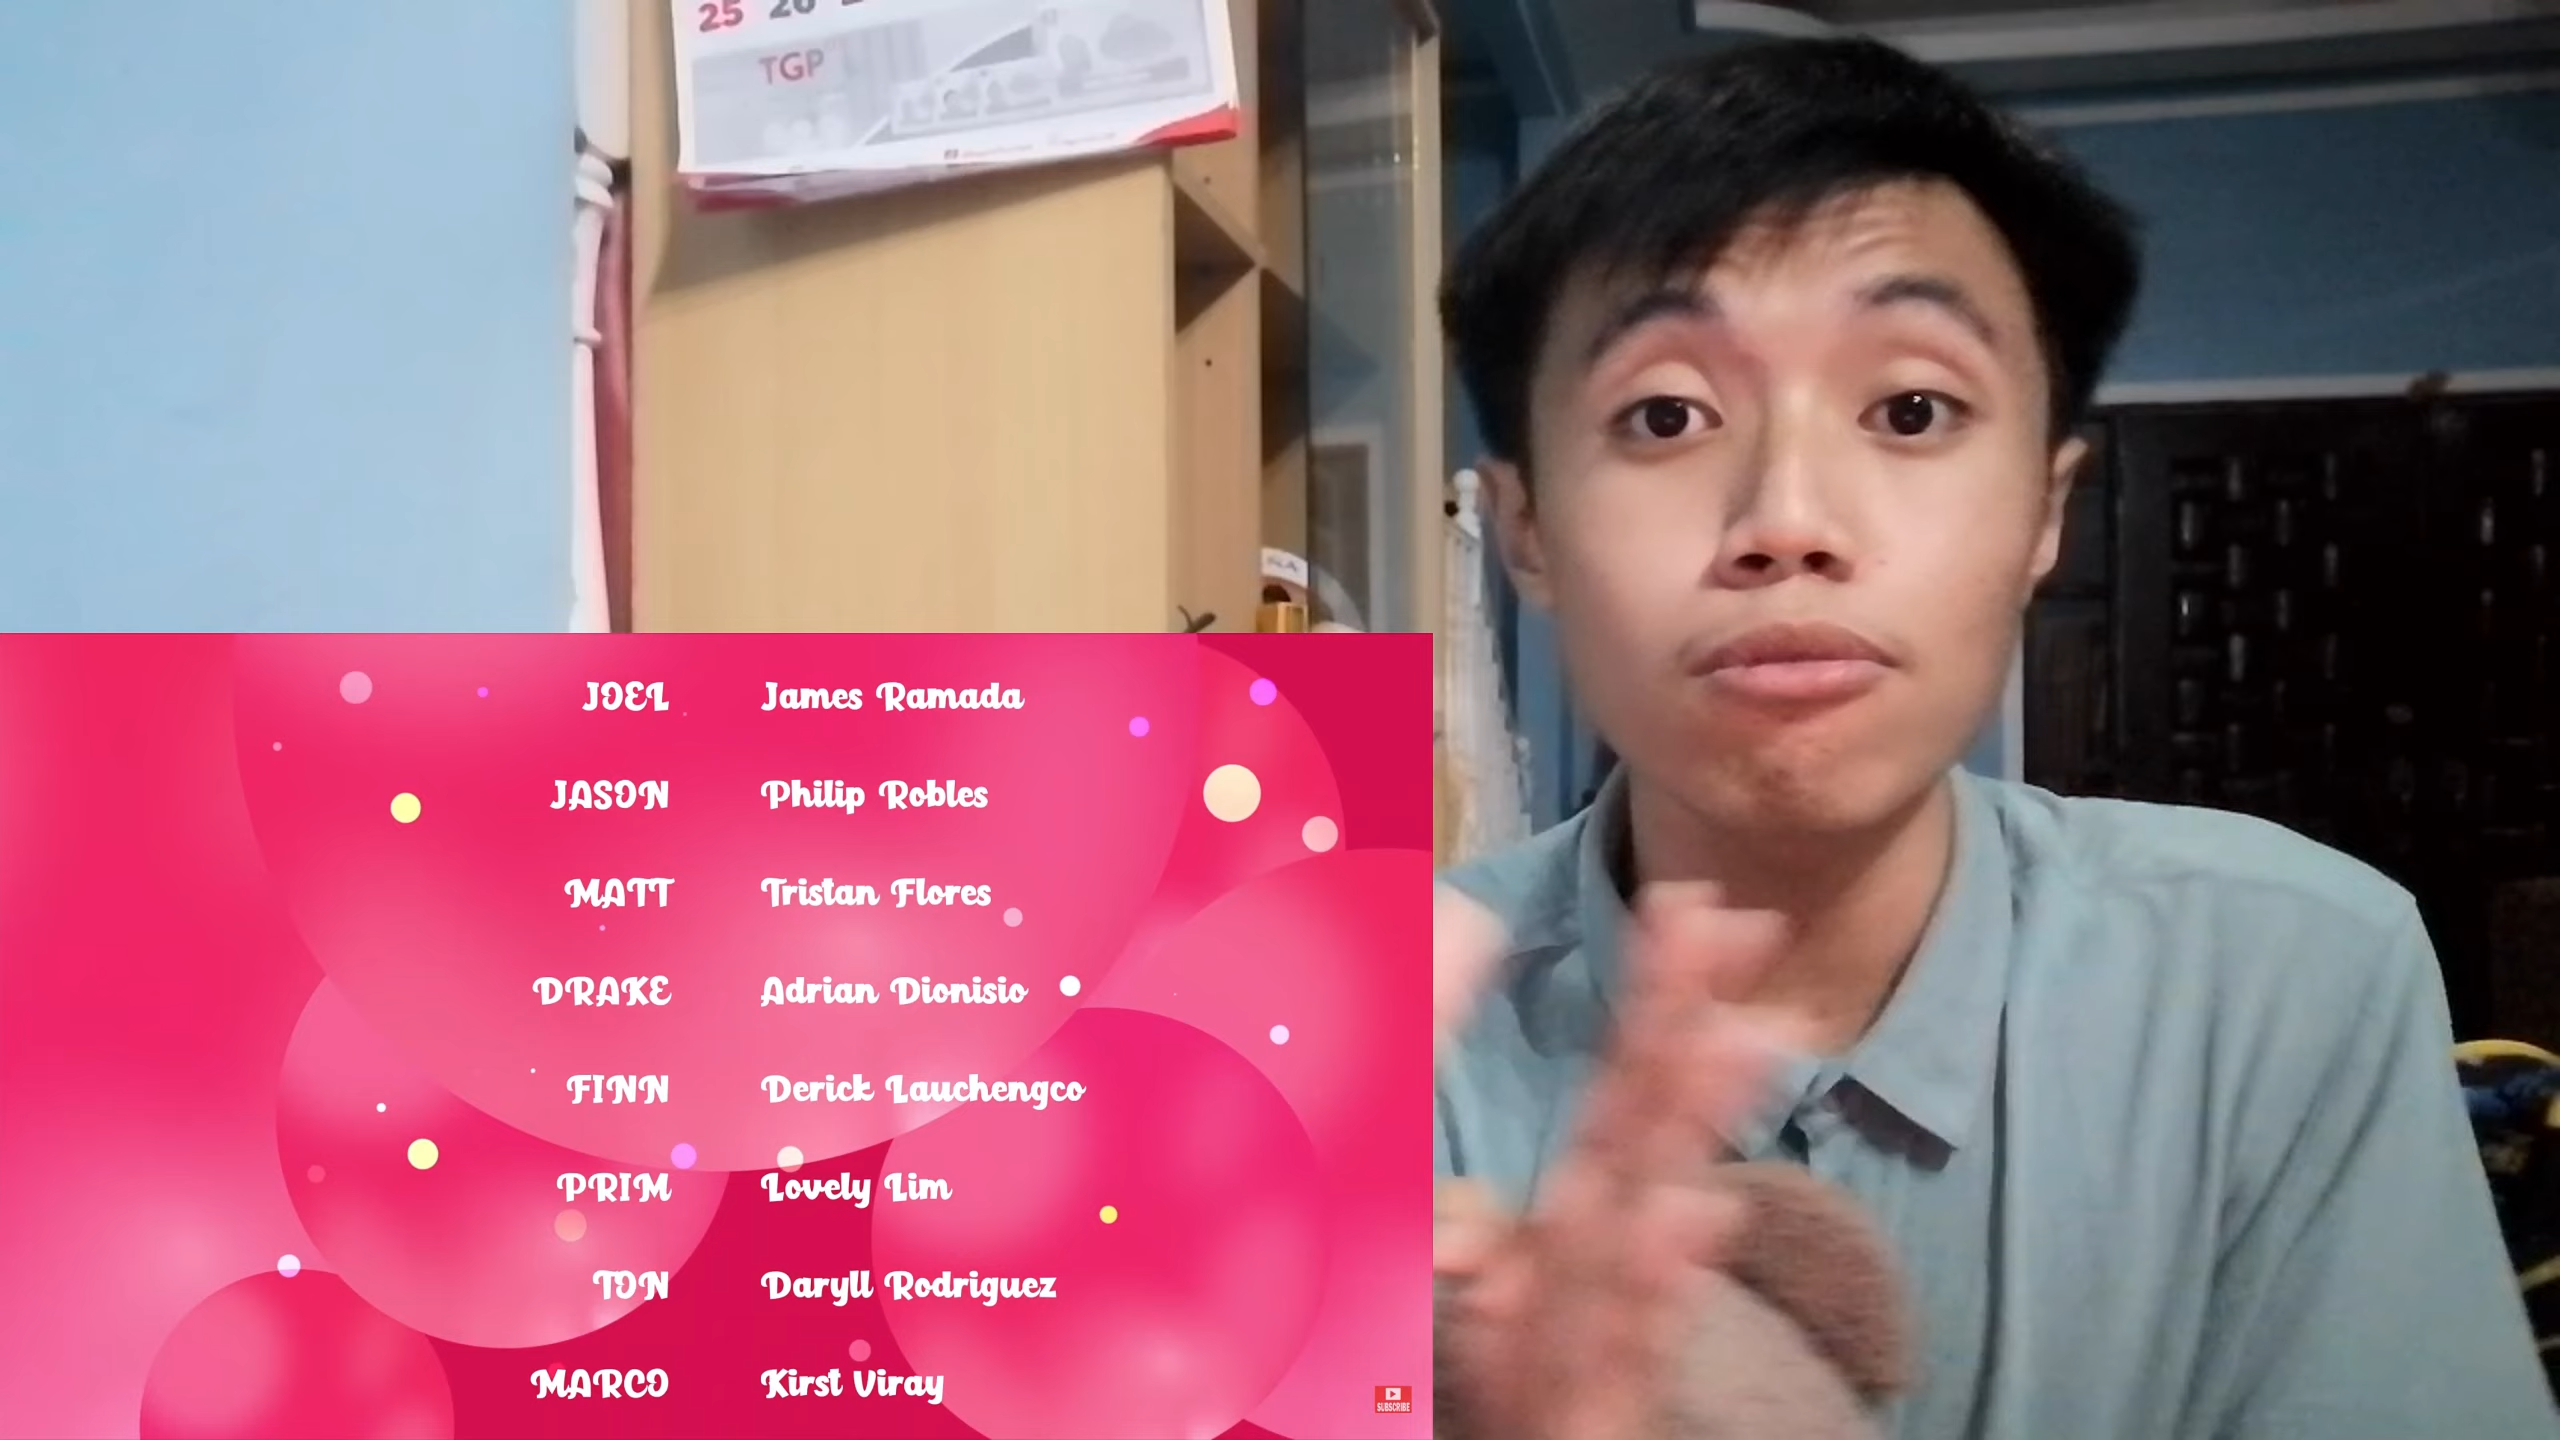 25 26
TGP
JOEL James Ramada
JASON Philip Robles
MATT Tristan Flores
DRAKE Adrian Dionisio
FINN Derick Lauchengco
PRIM Lovely Lim
TON Daryll Rodriguez
MARCO Kirst Viray
SUBSCRIBE